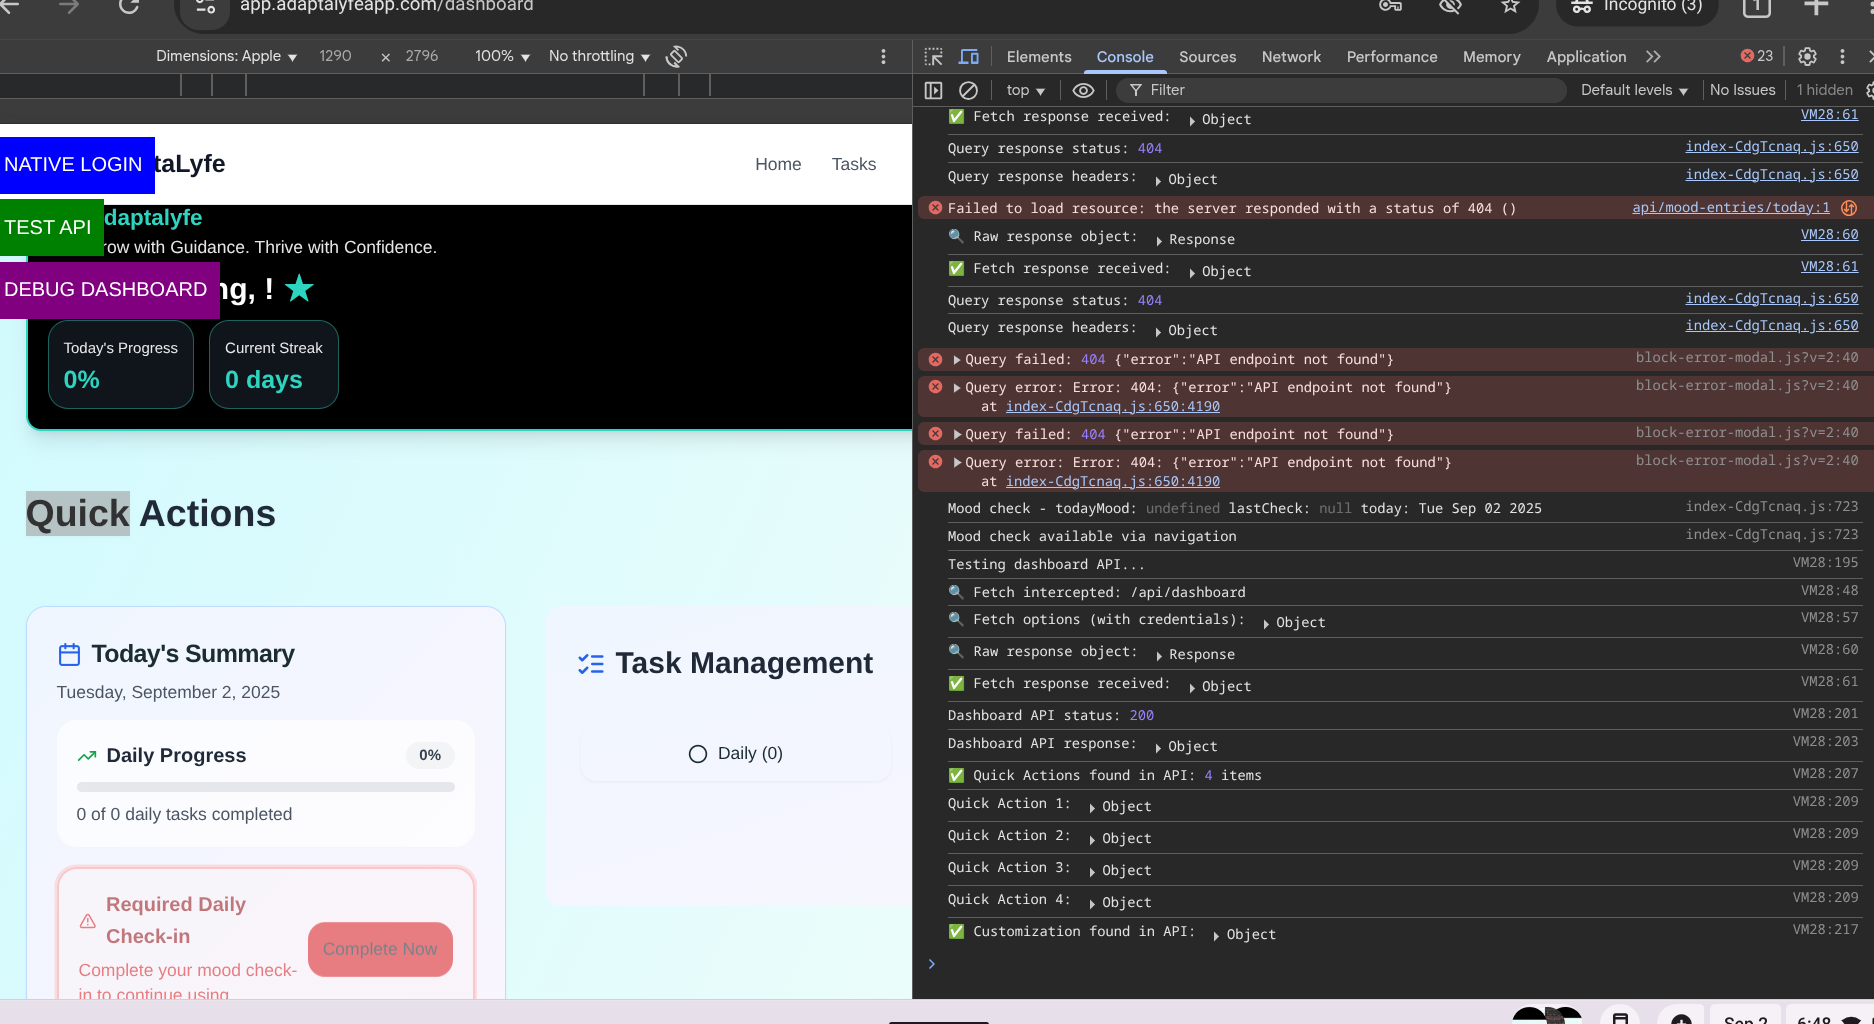 app.adaptalyfeapp.com/dashboard
Incognito (3)
1
Dimensions: Apple 1290 × 2796 100% No throttling
NATIVE LOGIN
taLyfe
Home Tasks
TEST API
daptalyfe
row with Guidance. Thrive with Confidence.
DEBUG DASHBOARD
ng, !
Today's Progress
0%
Current Streak
0 days
Quick Actions
Today's Summary
Tuesday, September 2, 2025
Daily Progress 0%
0 of 0 daily tasks completed
Required Daily
Check-in
Complete Now
Complete your mood check-
in to continue using
Task Management
Daily (0)
Elements Console Sources Network Performance Memory Application 23
top Filter Default levels No Issues 1 hidden
✅ Fetch response received: Object VM28:61
Query response status: 404 index-CdgTcnaq.js:650
Query response headers: Object index-CdgTcnaq.js:650
Failed to load resource: the server responded with a status of 404 () api/mood-entries/today:1
🔍 Raw response object: Response VM28:60
✅ Fetch response received: Object VM28:61
Query response status: 404 index-CdgTcnaq.js:650
Query response headers: Object index-CdgTcnaq.js:650
Query failed: 404 {"error":"API endpoint not found"} block-error-modal.js?v=2:40
Query error: Error: 404: {"error":"API endpoint not found"} block-error-modal.js?v=2:40
at index-CdgTcnaq.js:650:4190
Query failed: 404 {"error":"API endpoint not found"} block-error-modal.js?v=2:40
Query error: Error: 404: {"error":"API endpoint not found"} block-error-modal.js?v=2:40
at index-CdgTcnaq.js:650:4190
Mood check - todayMood: undefined lastCheck: null today: Tue Sep 02 2025 index-CdgTcnaq.js:723
Mood check available via navigation index-CdgTcnaq.js:723
Testing dashboard API... VM28:195
🔍 Fetch intercepted: /api/dashboard VM28:48
🔍 Fetch options (with credentials): Object VM28:57
🔍 Raw response object: Response VM28:60
✅ Fetch response received: Object VM28:61
Dashboard API status: 200 VM28:201
Dashboard API response: Object VM28:203
✅ Quick Actions found in API: 4 items VM28:207
Quick Action 1: Object VM28:209
Quick Action 2: Object VM28:209
Quick Action 3: Object VM28:209
Quick Action 4: Object VM28:209
✅ Customization found in API: Object VM28:217
Sep 2 6:48